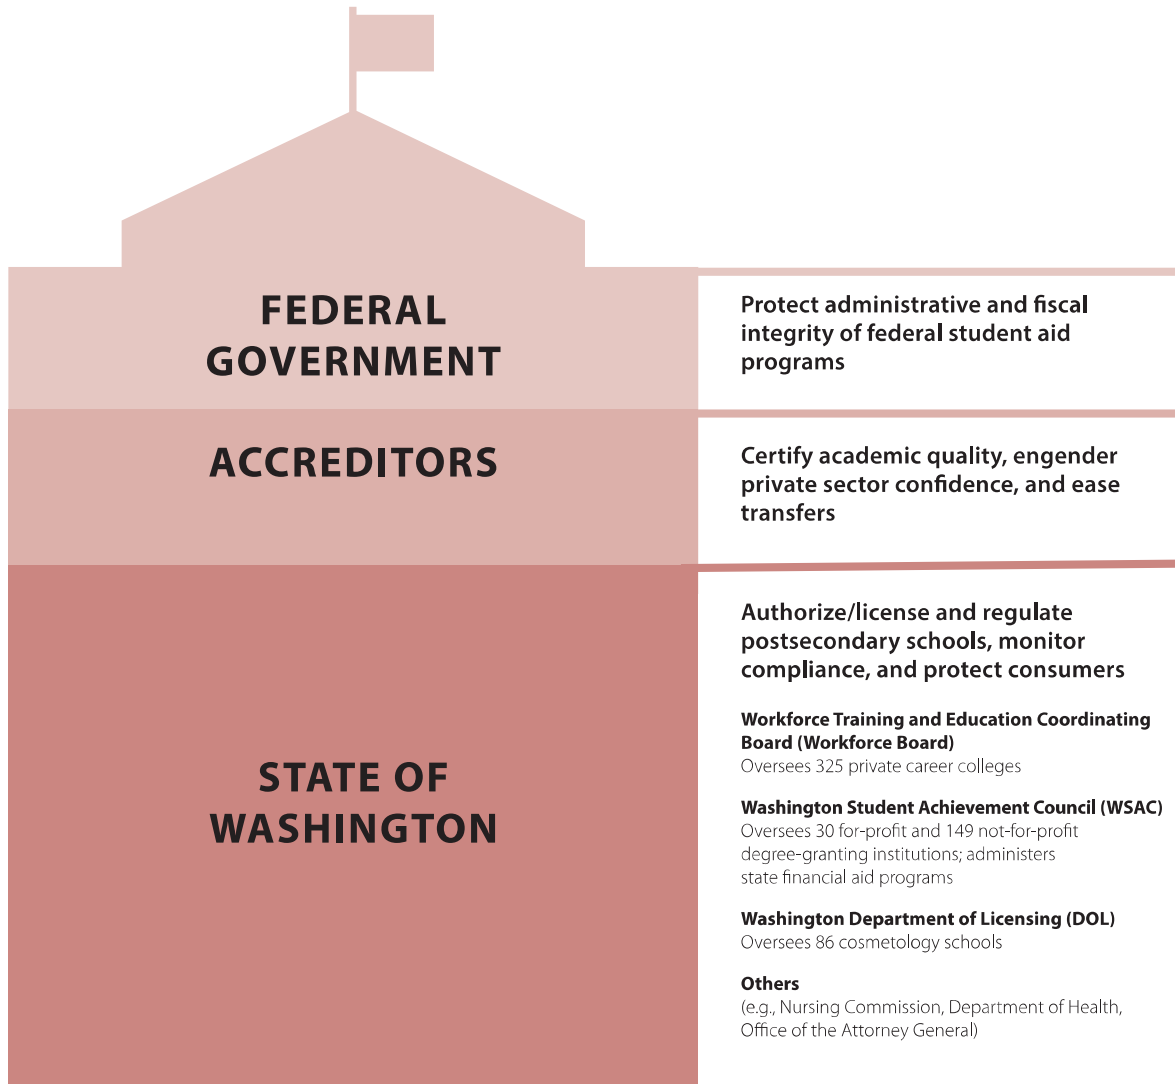 FEDERAL
GOVERNMENT
Protect administrative and fiscal
integrity of federal student aid
programs
ACCREDITORS
Certify academic quality, engender
private sector confidence, and ease
transfers
STATE OF
WASHINGTON
Authorize/license and regulate
postsecondary schools, monitor
compliance, and protect consumers
Workforce Training and Education Coordinating
Board (Workforce Board)
Oversees 325 private career colleges
Washington Student Achievement Council (WSAC)
Oversees 30 for-profit and 149 not-for-profit
degree-granting institutions; administers
state financial aid programs
Washington Department of Licensing (DOL)
Oversees 86 cosmetology schools
Others
(e.g., Nursing Commission, Department of Health,
Office of the Attorney General)